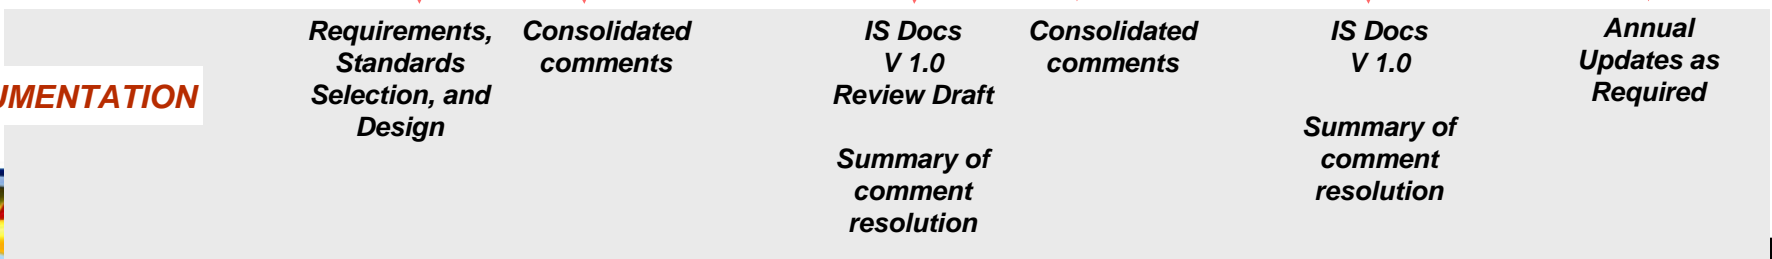 UMENTATION
Requirements,
Standards
Selection, and
Design
Consolidated
comments
IS Docs
V 1.0
Review Draft
Summary of
comment
resolution
Consolidated
comments
IS Docs
V 1.0
Summary of
comment
resolution
Annual
Updates as
Required